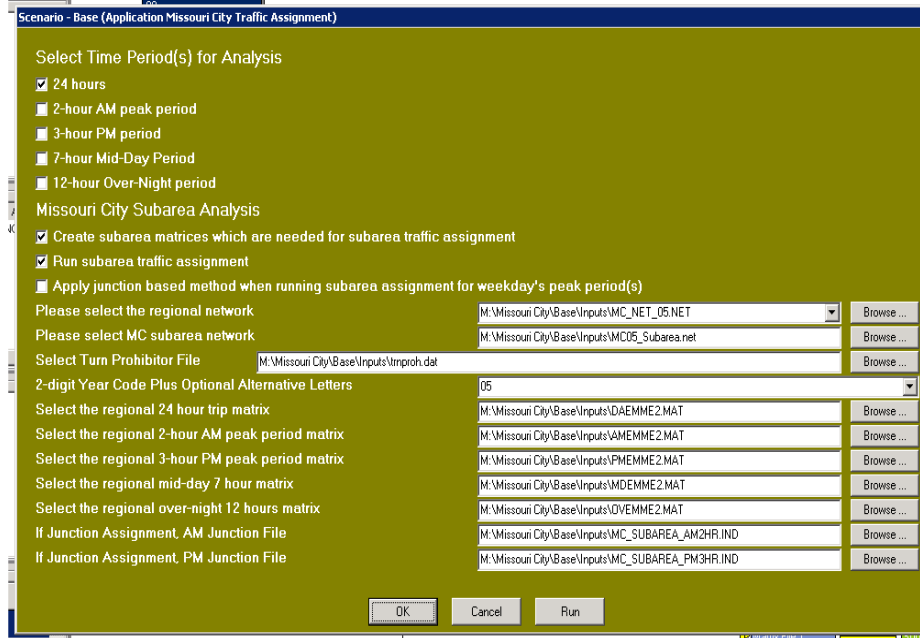 Scenario - Base (Application Missouri City Traffic Assignment)
Select Time Period(s) for Analysis
24 hours
2-hour AM peak period
3-hour PM period
7-hour Mid-Day Period
12-hour Over-Night period
Missouri City Subarea Analysis
Create subarea matrices which are needed for subarea traffic assignment
Run subarea traffic assignment
Apply junction based method when running subarea assignment for weekday's peak period(s)
Please select the regional network M:\Missouri City\Base\Inputs\MC_NET_05.NET Browse ...
Please select MC subarea network M:\Missouri City\Base\Inputs\MC05_Subarea.net Browse ...
Select Turn Prohibitor File M:\Missouri City\Base\Inputs\trnproh.dat Browse ...
2-digit Year Code Plus Optional Alternative Letters 05
Select the regional 24 hour trip matrix M:\Missouri City\Base\Inputs\DAEMME2.MAT Browse ...
Select the regional 2-hour AM peak period matrix M:\Missouri City\Base\Inputs\AMEMME2.MAT Browse ...
Select the regional 3-hour PM peak period matrix M:\Missouri City\Base\Inputs\PMEMME2.MAT Browse ...
Select the regional mid-day 7 hour matrix M:\Missouri City\Base\Inputs\MDEMME2.MAT Browse ...
Select the regional over-night 12 hours matrix M:\Missouri City\Base\Inputs\OVEMME2.MAT Browse ...
If Junction Assignment, AM Junction File M:\Missouri City\Base\Inputs\MC_SUBAREA_AM2HR.IND Browse ...
If Junction Assignment, PM Junction File M:\Missouri City\Base\Inputs\MC_SUBAREA_PM3HR.IND Browse ...
OK Cancel Run